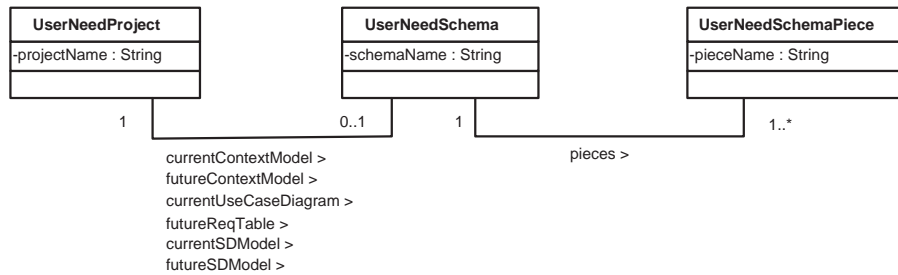 UserNeedProject
-projectName : String
UserNeedSchema
-schemaName : String
UserNeedSchemaPiece
-pieceName : String
1
0..1
1
1..*
currentContextModel >
futureContextModel >
currentUseCaseDiagram >
futureReqTable >
currentSDModel >
futureSDModel >
pieces >